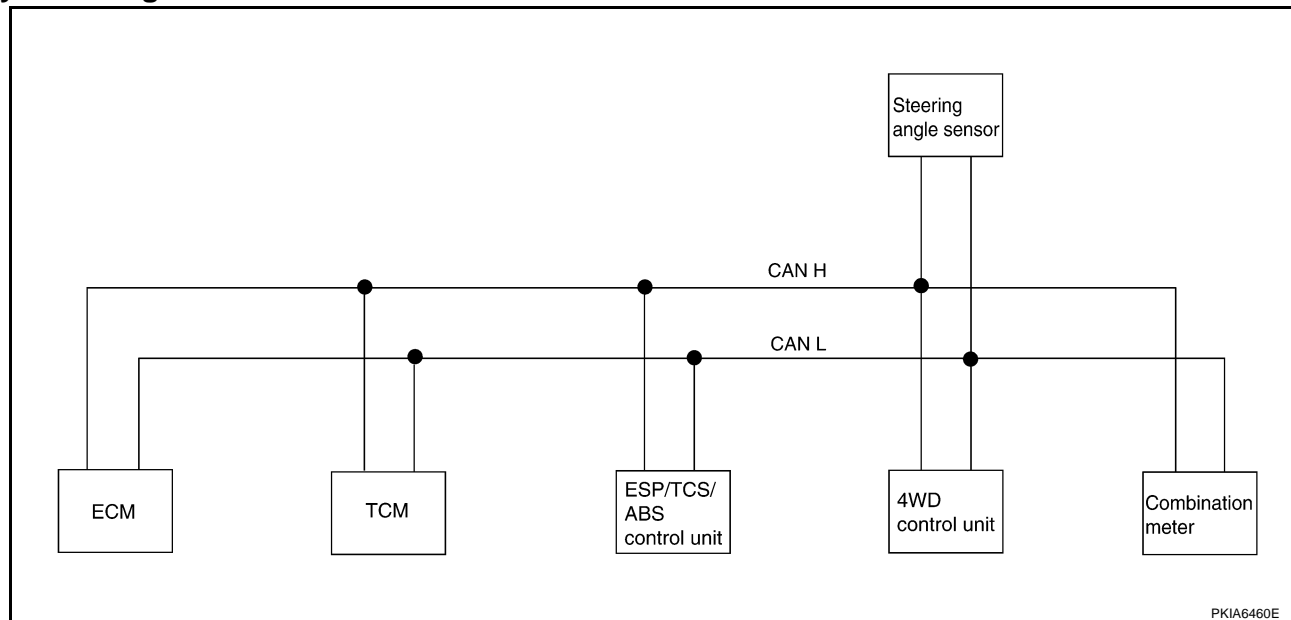 Steering
angle sensor
CAN H
CAN L
ECM
TCM
ESP/TCS/
ABS
control unit
4WD
control unit
Combination
meter
PKIA6460E